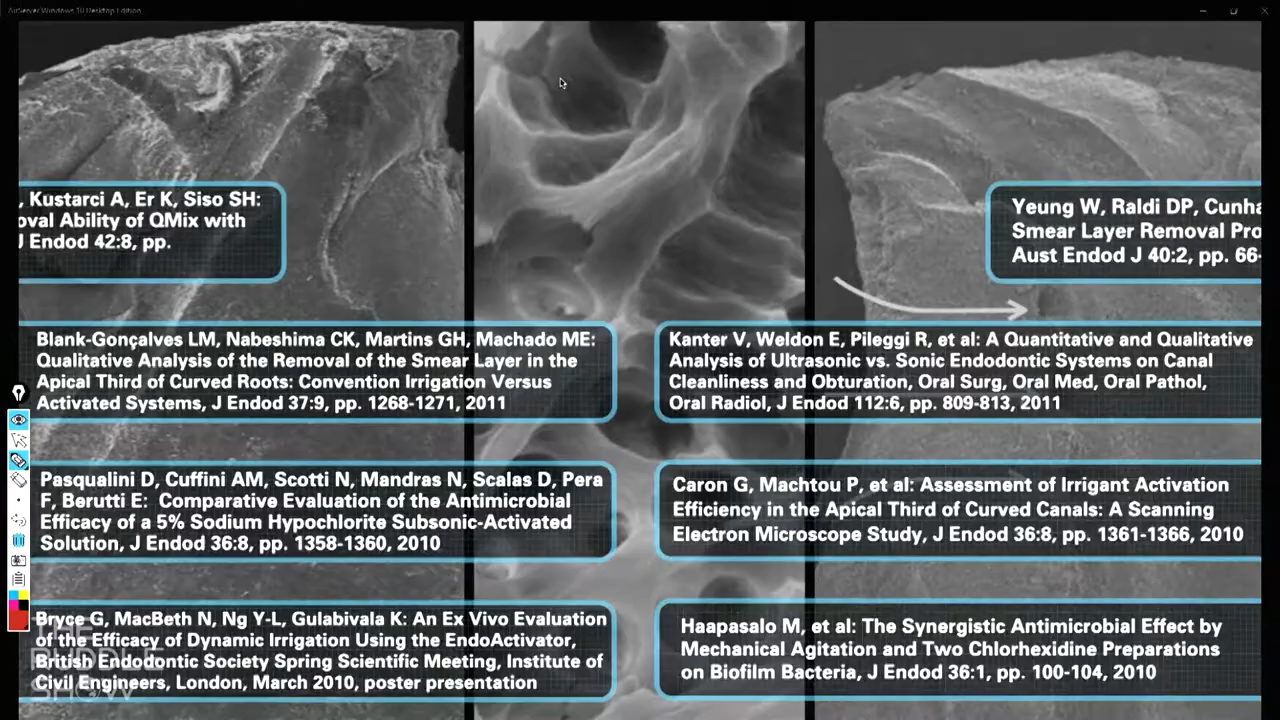 AirServer Windows 10 Desktop Edition
, Kustarci A, Er K, Siso SH:
oval Ability of QMix with
J Endod 42:8, pp.
Yeung W, Raldi DP, Cunha
Smear Layer Removal Pro
Aust Endod J 40:2, pp. 66-
Blank-Gonçalves LM, Nabeshima CK, Martins GH, Machado ME:
Qualitative Analysis of the Removal of the Smear Layer in the
Apical Third of Curved Roots: Convention Irrigation Versus
Activated Systems, J Endod 37:9, pp. 1268-1271, 2011
Kanter V, Weldon E, Pileggi R, et al: A Quantitative and Qualitative
Analysis of Ultrasonic vs. Sonic Endodontic Systems on Canal
Cleanliness and Obturation, Oral Surg, Oral Med, Oral Pathol,
Oral Radiol, J Endod 112:6, pp. 809-813, 2011
Pasqualini D, Cuffini AM, Scotti N, Mandras N, Scalas D, Pera
F, Berutti E: Comparative Evaluation of the Antimicrobial
Efficacy of a 5% Sodium Hypochlorite Subsonic-Activated
Solution, J Endod 36:8, pp. 1358-1360, 2010
Caron G, Machtou P, et al: Assessment of Irrigant Activation
Efficiency in the Apical Third of Curved Canals: A Scanning
Electron Microscope Study, J Endod 36:8, pp. 1361-1366, 2010
Bryce G, MacBeth N, Ng Y-L, Gulabivala K: An Ex Vivo Evaluation
of the Efficacy of Dynamic Irrigation Using the EndoActivator,
British Endodontic Society Spring Scientific Meeting, Institute of
Civil Engineers, London, March 2010, poster presentation
Haapasalo M, et al: The Synergistic Antimicrobial Effect by
Mechanical Agitation and Two Chlorhexidine Preparations
on Biofilm Bacteria, J Endod 36:1, pp. 100-104, 2010
THE
RUDDLE
SHOW